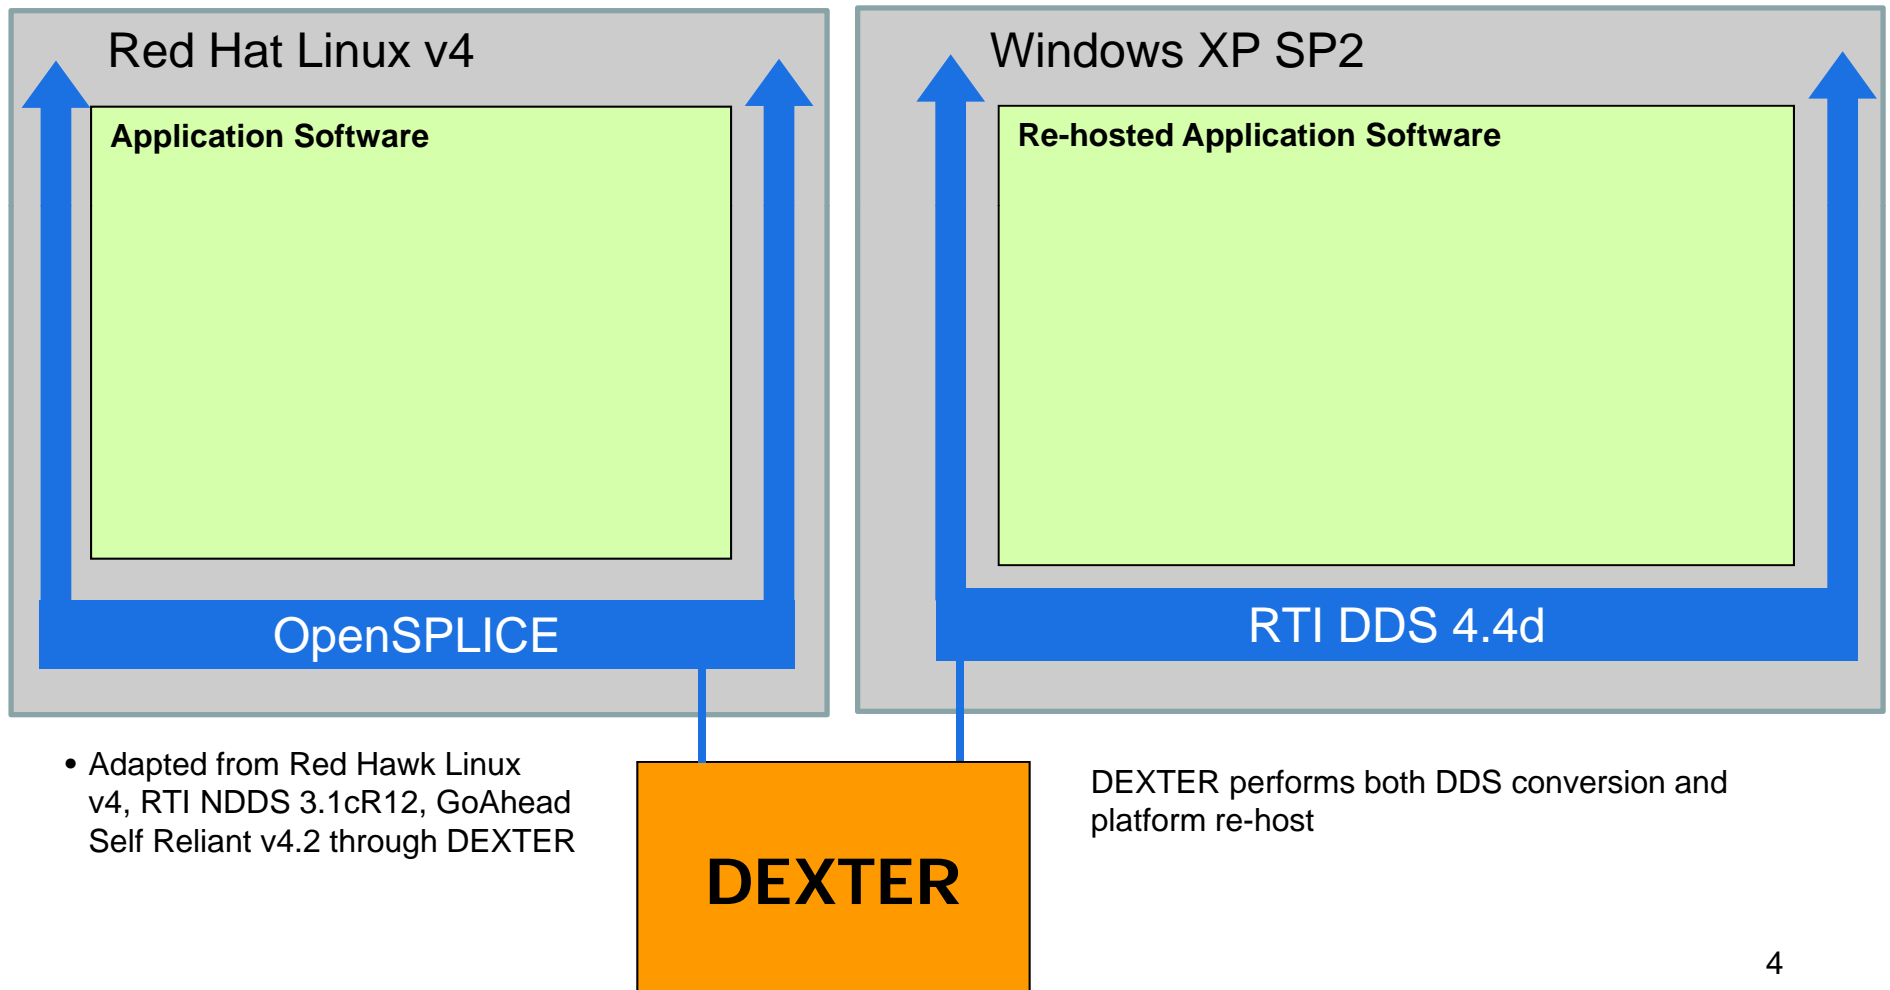 Red Hat Linux v4
Application Software
OpenSPLICE
Windows XP SP2
Re-hosted Application Software
RTI DDS 4.4d
• Adapted from Red Hawk Linux
v4, RTI NDDS 3.1cR12, GoAhead
Self Reliant v4.2 through DEXTER
DEXTER
DEXTER performs both DDS conversion and
platform re-host
4